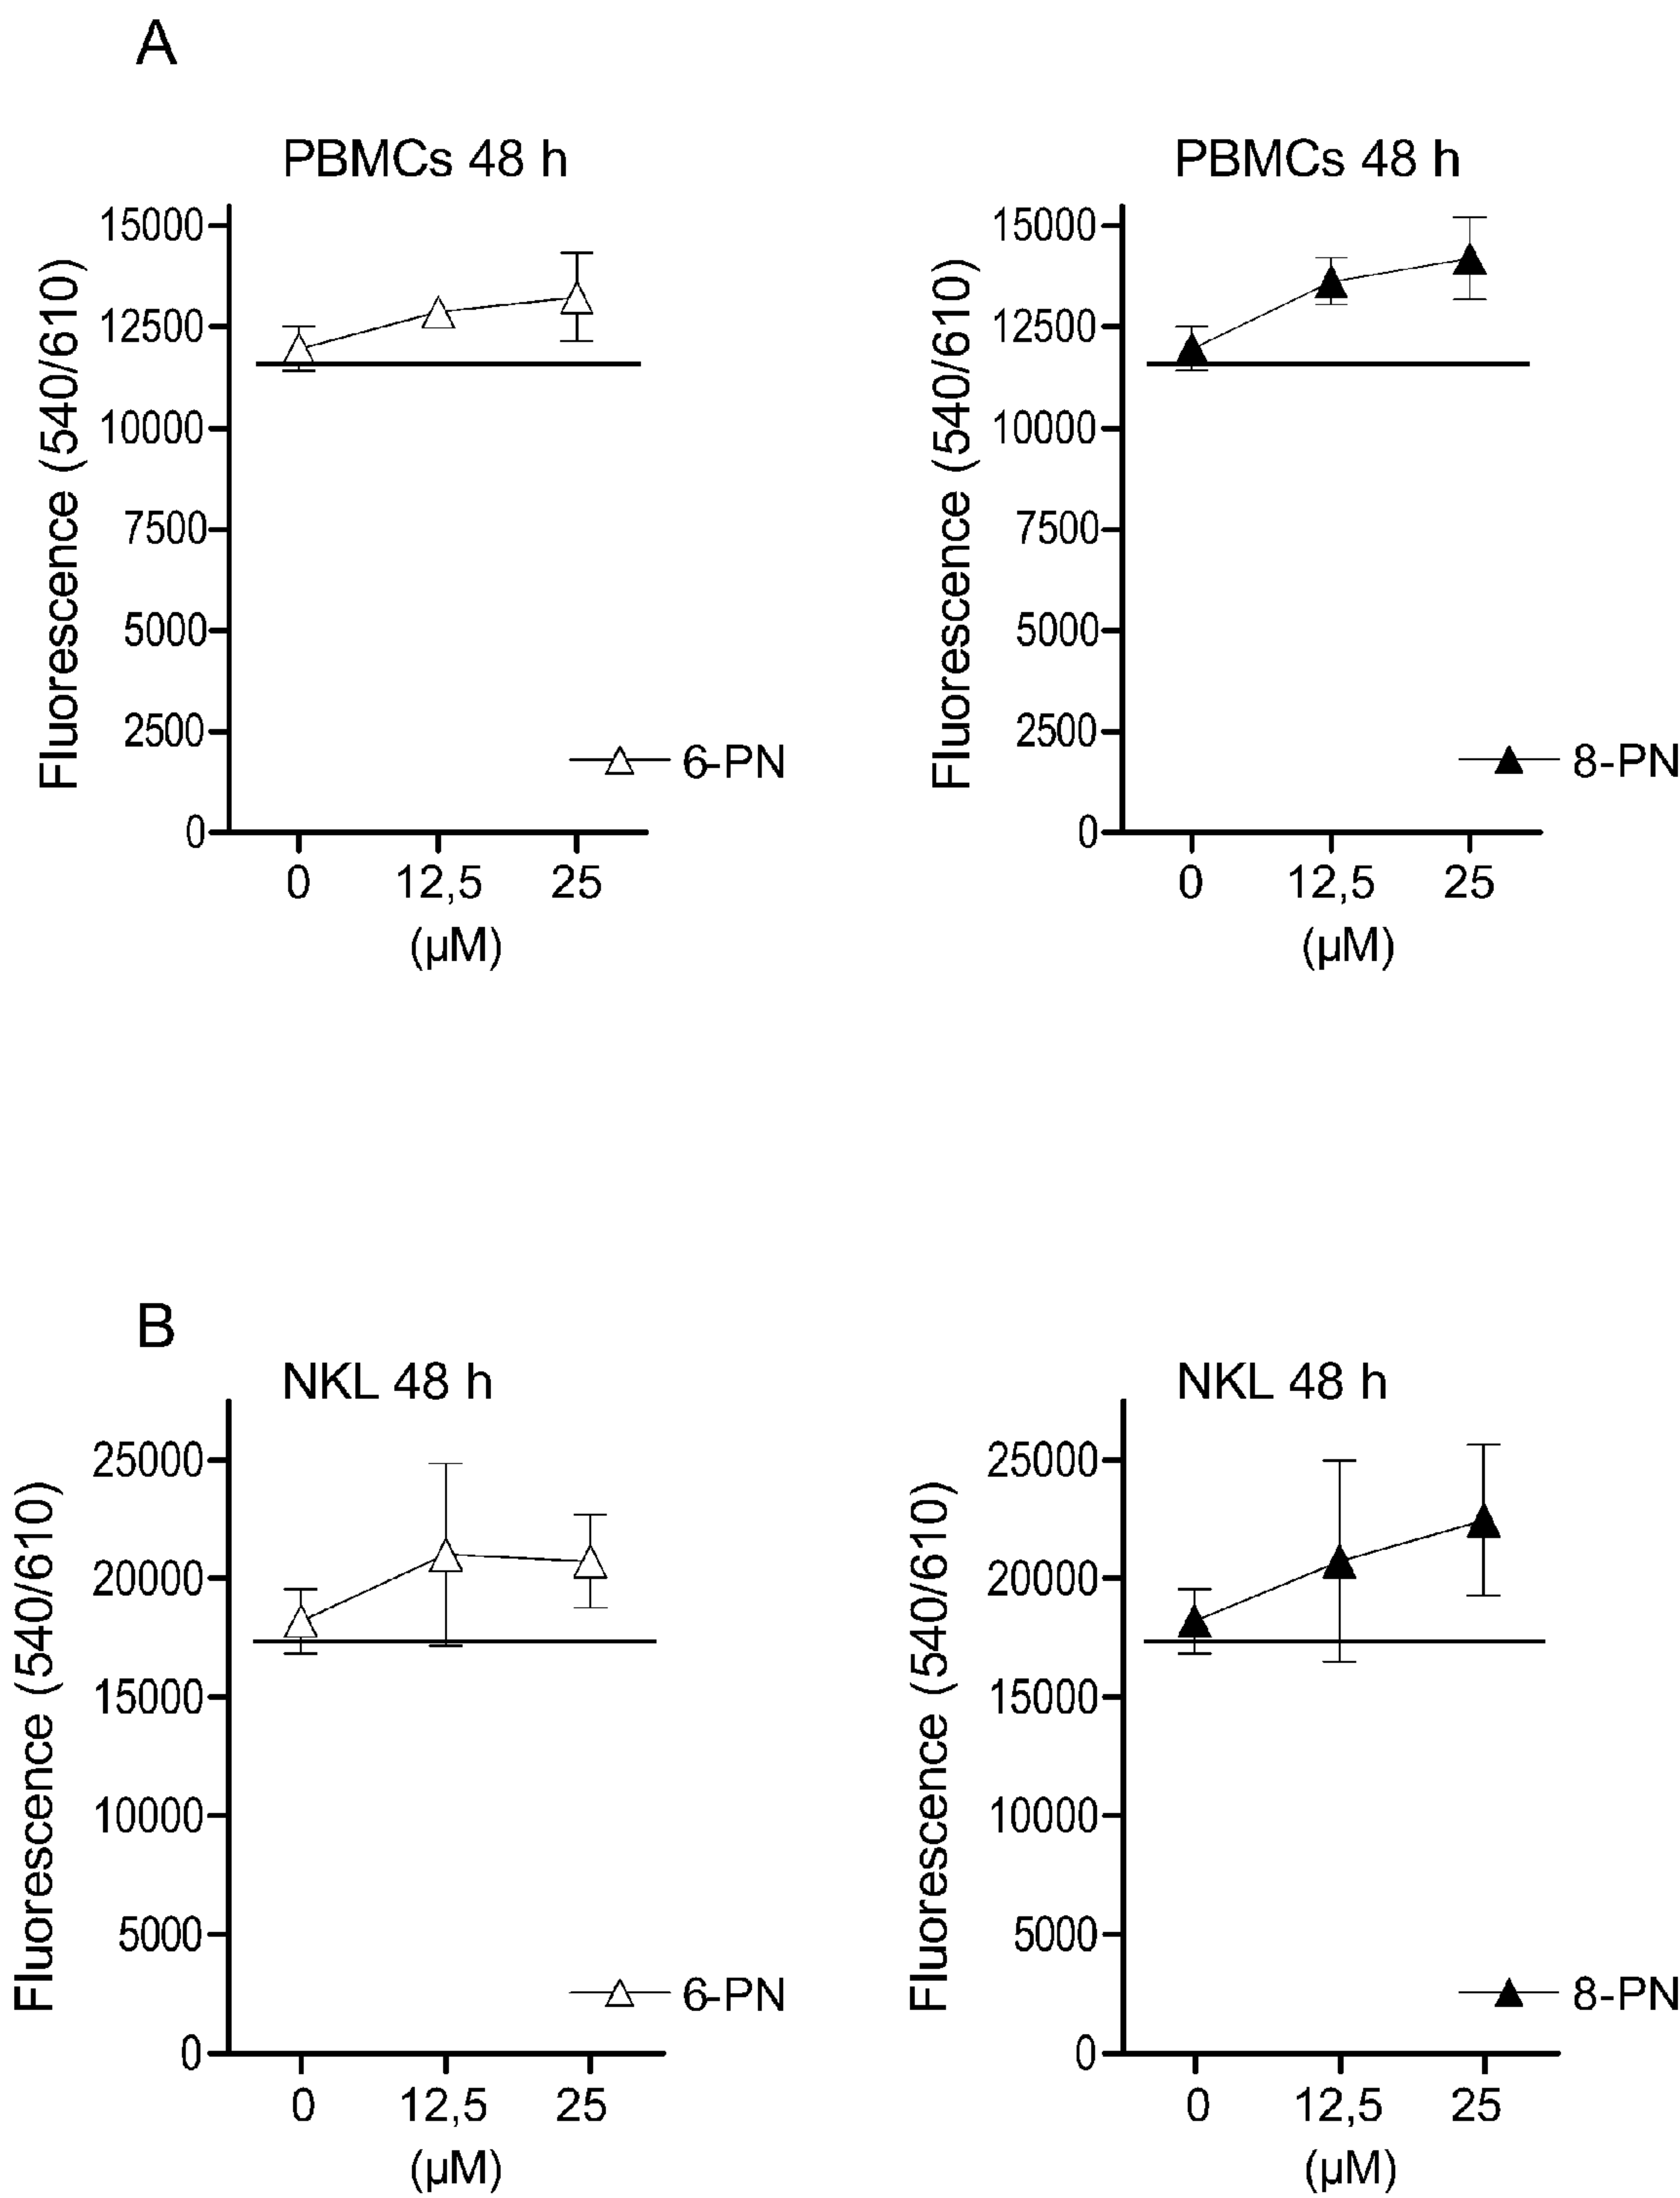 A
PBMCs 48 h
Fluorescence (540/610)
15000
12500
10000
7500
5000
2500
0
0 12,5 25
(µM)
6-PN
PBMCs 48 h
Fluorescence (540/610)
15000
12500
10000
7500
5000
2500
0
0 12,5 25
(µM)
8-PN
B
NKL 48 h
Fluorescence (540/610)
25000
20000
15000
10000
5000
0
0 12,5 25
(µM)
6-PN
NKL 48 h
Fluorescence (540/610)
25000
20000
15000
10000
5000
0
0 12,5 25
(µM)
8-PN